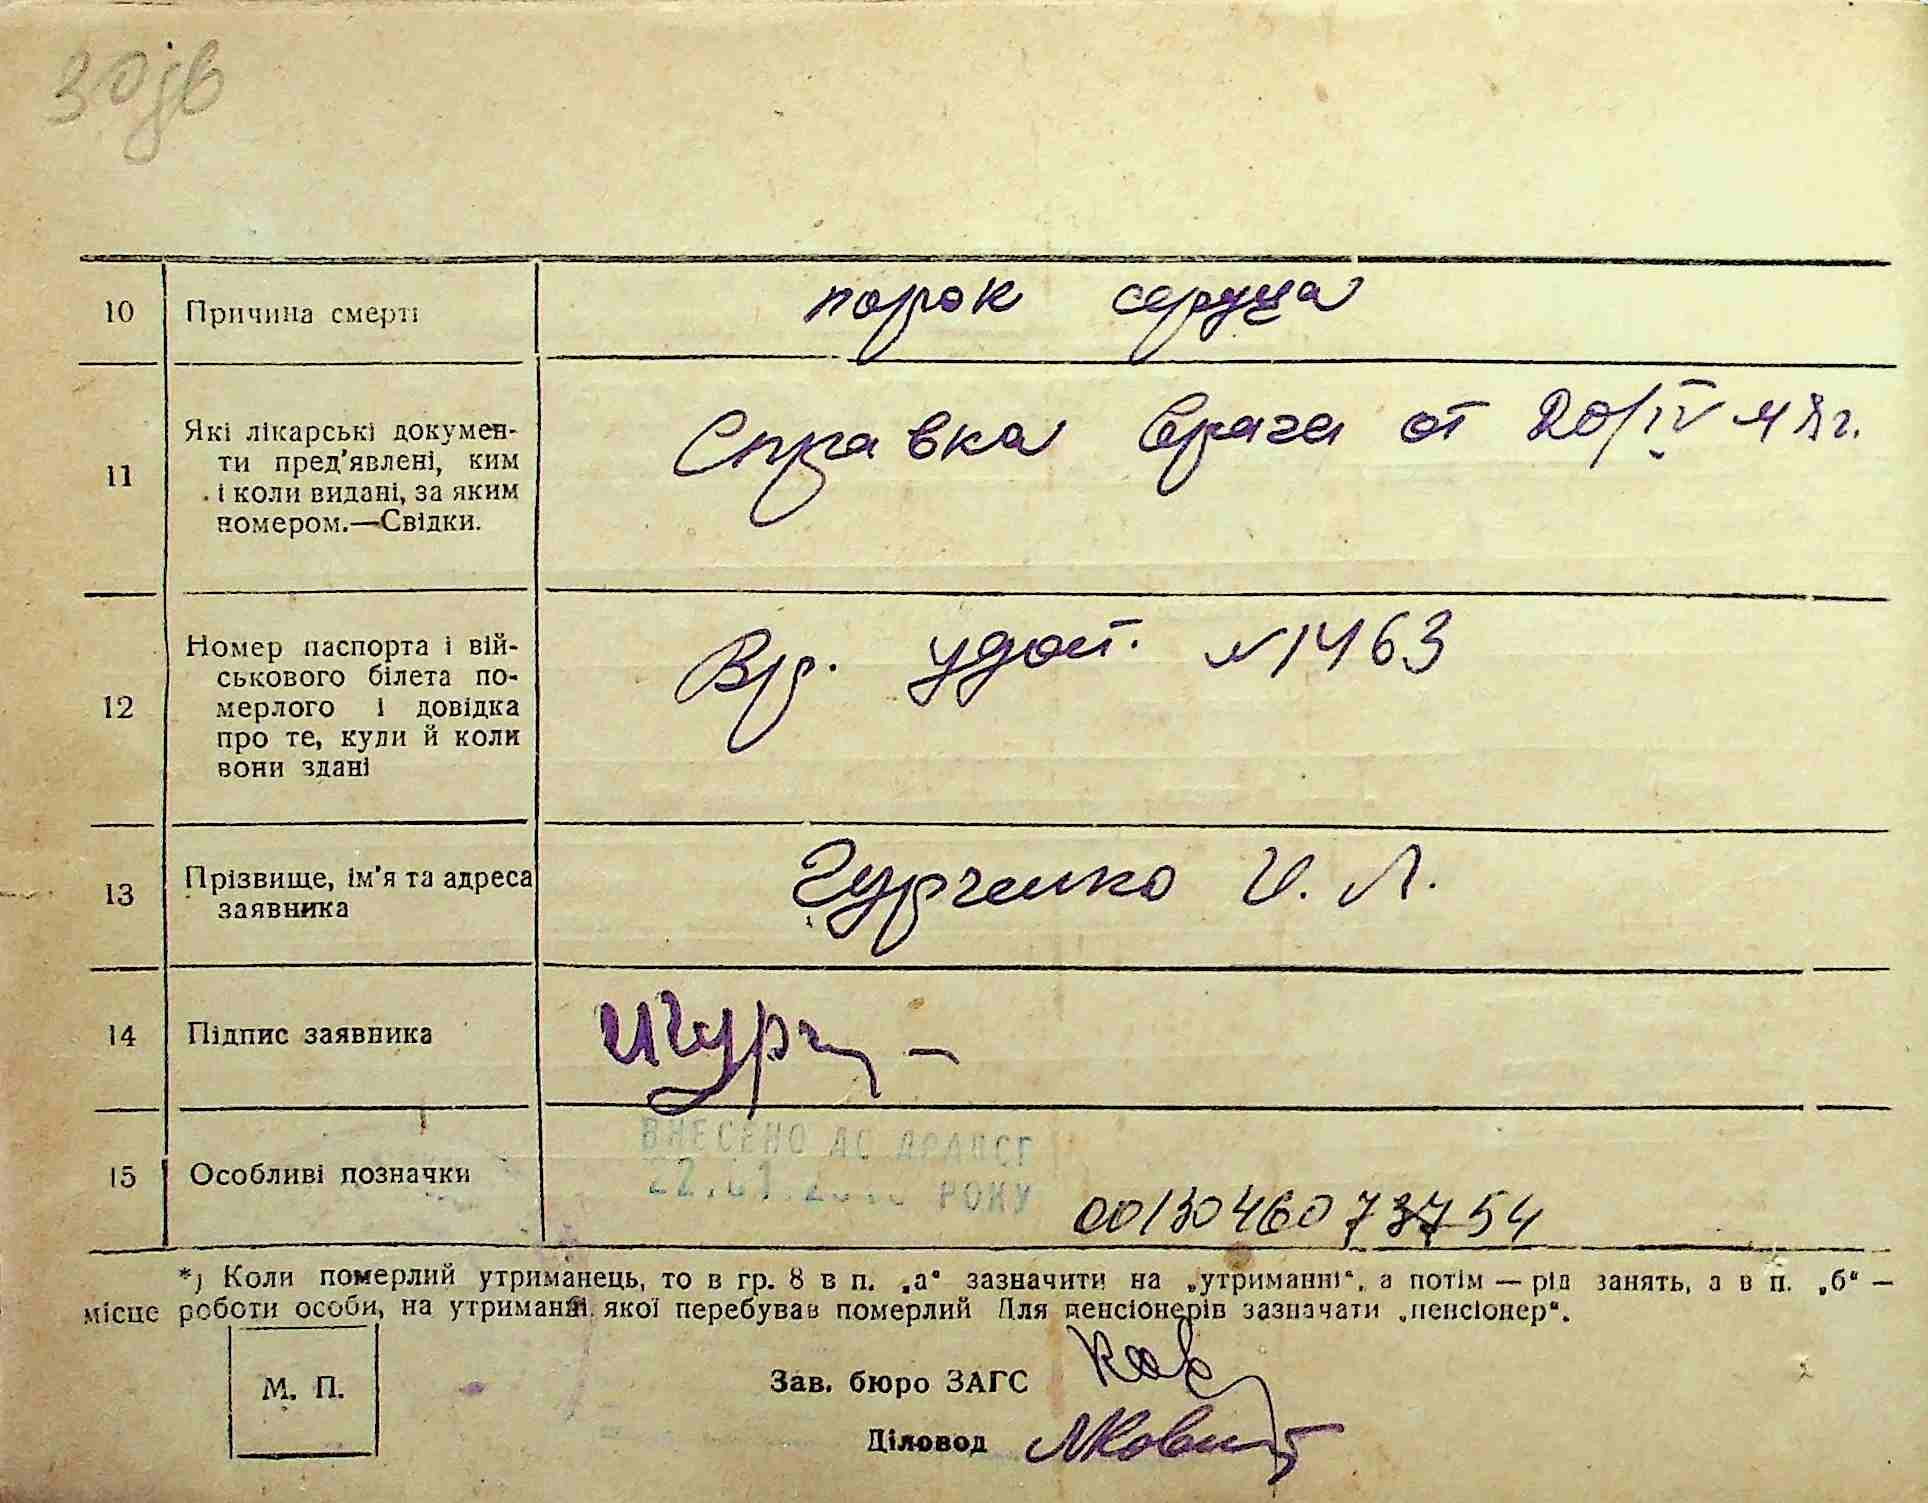 10 Причина смерті порок сердца
11 Які лікарські докумен-
ти пред'явлені, ким
і коли видані, за яким
номером.—Свідки.
Справка врача от 20/IV 48г.
12 Номер паспорта і вій-
ськового білета по-
мерлого і довідка
про те, куди й коли
вони здані
Вр. удост. №1463
13 Прізвище, ім'я та адреса
заявника
Гурченко И. Л.
14 Підпис заявника
15 Особливі позначки
ВНЕСЕНО ДО ДРАЦСГ
РОКУ
*) Коли померлий утриманець, то в гр. 8 в п. „а“ зазначити на „утриманні“, а потім — рід занять, а в п. „б“ —
місце роботи особи, на утриманні якої перебував померлий Для пенсіонерів зазначати „пенсіонер“.
М. П.
Зав. бюро ЗАГС
Діловод